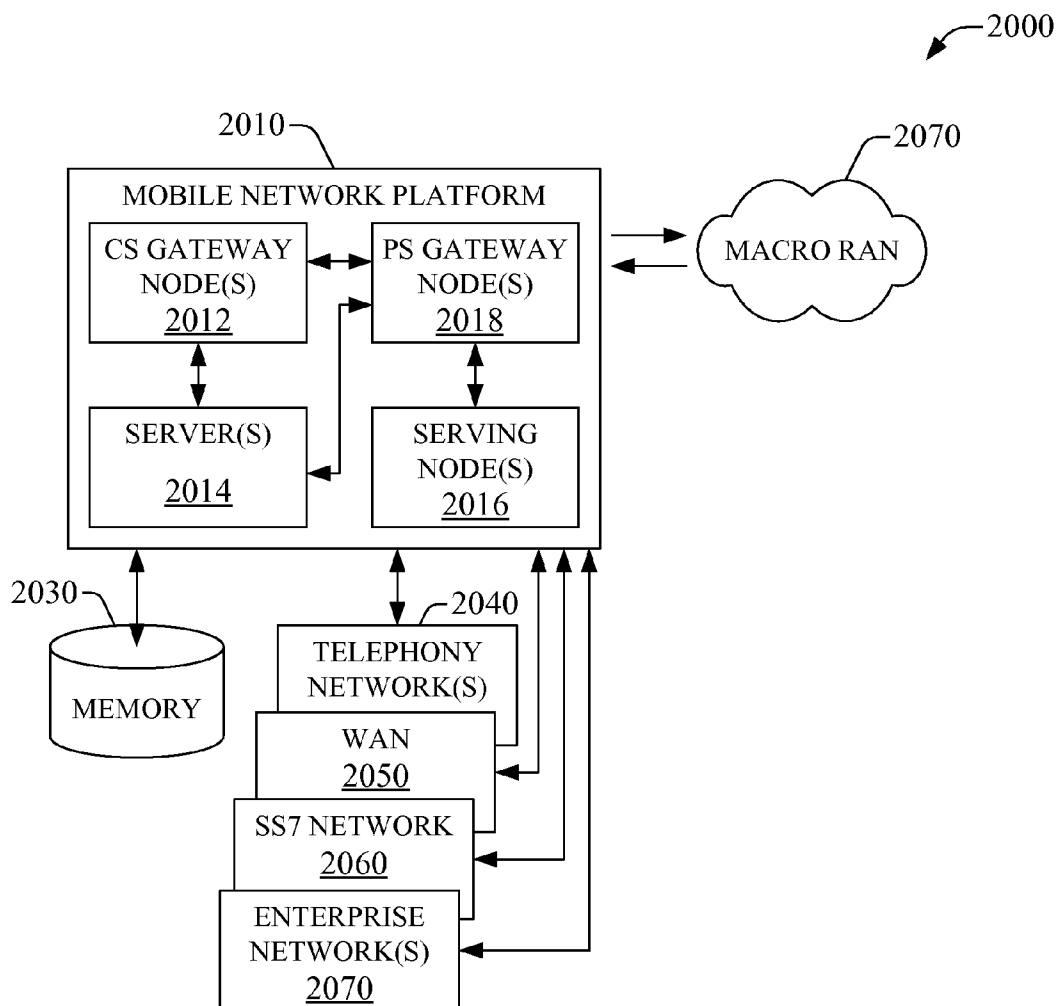 2000
2010
2070
MOBILE NETWORK PLATFORM
CS GATEWAY
NODE(S)
2012
PS GATEWAY
NODE(S)
2018
MACRO RAN
SERVER(S)
2014
SERVING
NODE(S)
2016
2030
2040
MEMORY
TELEPHONY
NETWORK(S)
WAN
2050
SS7 NETWORK
2060
ENTERPRISE
NETWORK(S)
2070